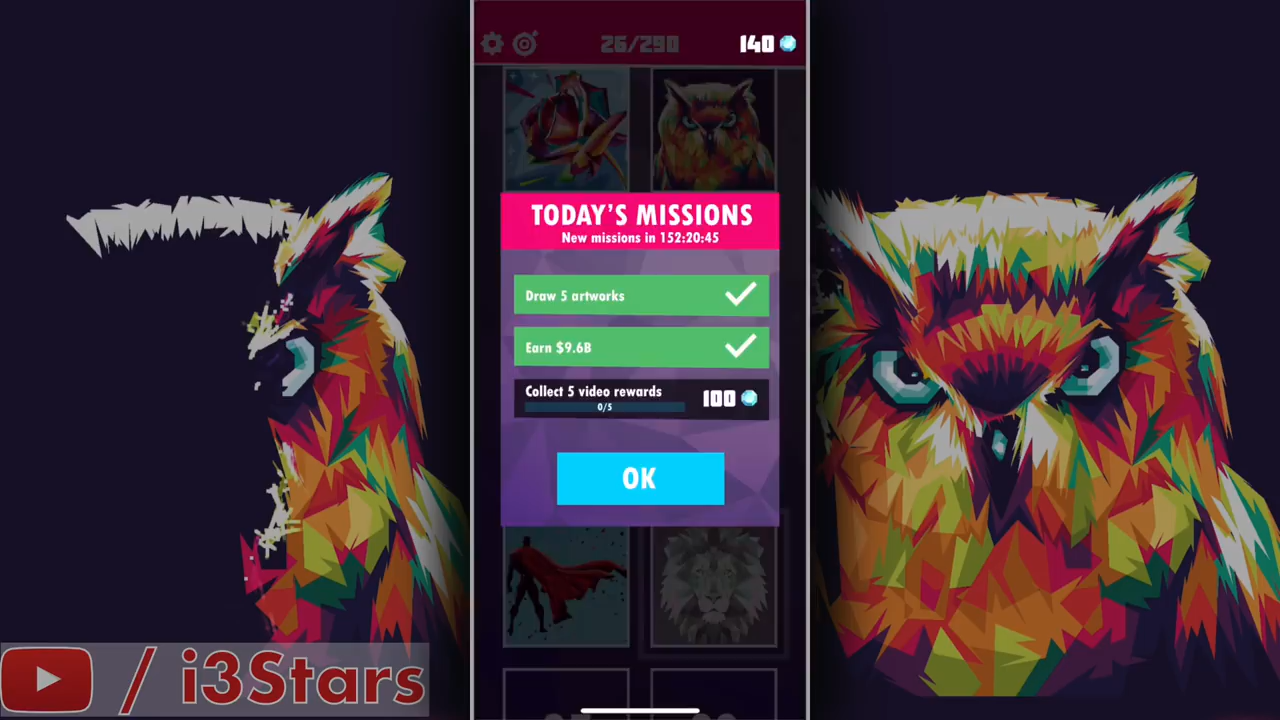 26/290
140
TODAY'S MISSIONS
New missions in 152:20:45
Draw 5 artworks
Earn $9.6B
Collect 5 video rewards
0/5
100
OK
/ i3Stars